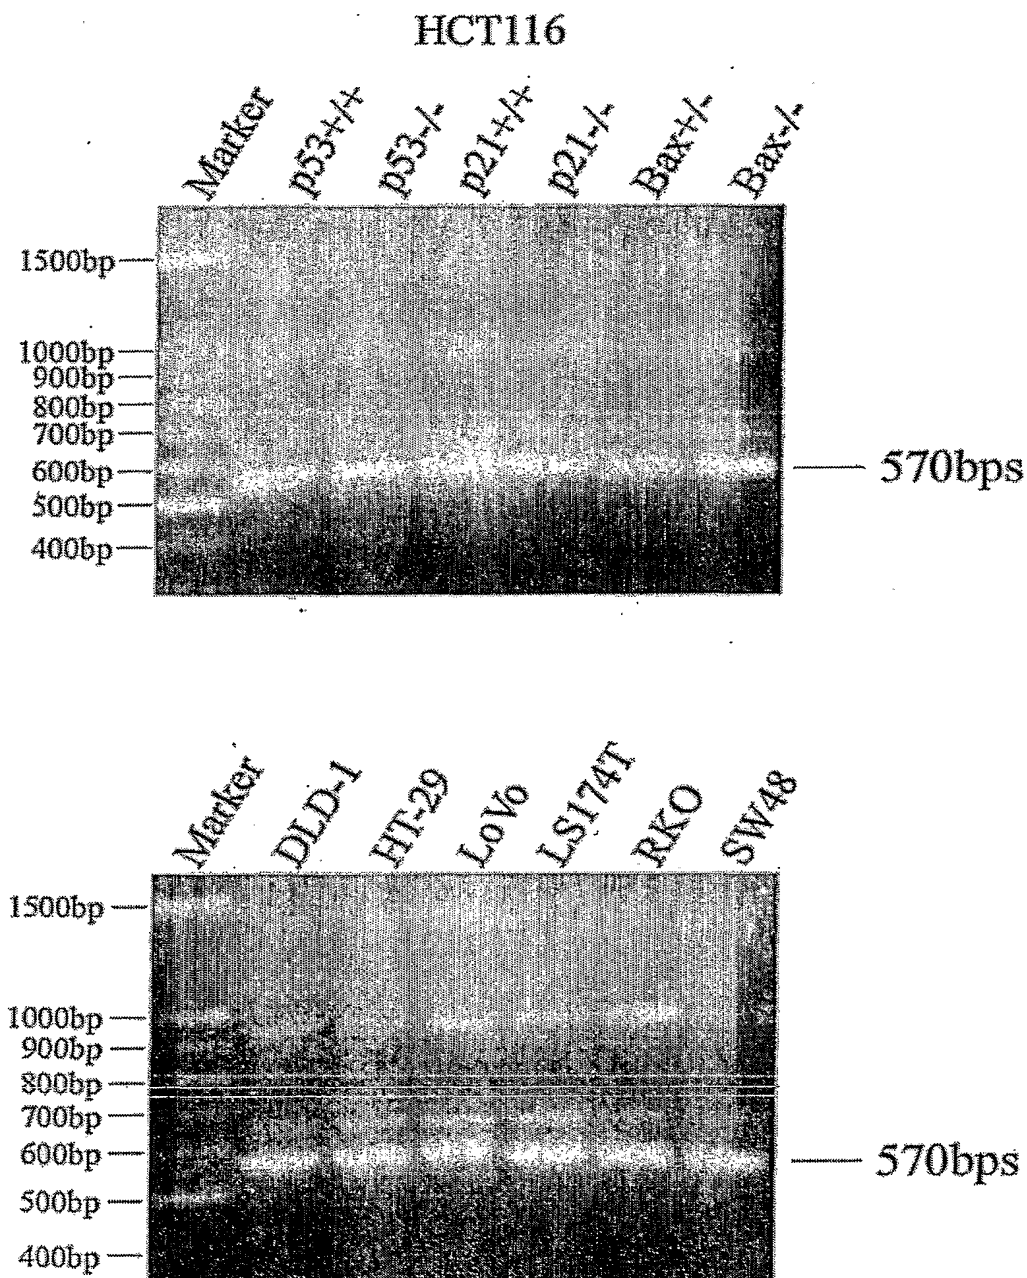 HCT116
Marker p53+/+ p53-/- p21+/+ p21-/- Bax+/- Bax-/-
1500bp
1000bp
900bp
800bp
700bp
600bp
570bps
500bp
400bp
Marker DLD-1 HT-29 LoVo LS174T RKO SW48
1500bp
1000bp
900bp
800bp
700bp
600bp
570bps
500bp
400bp